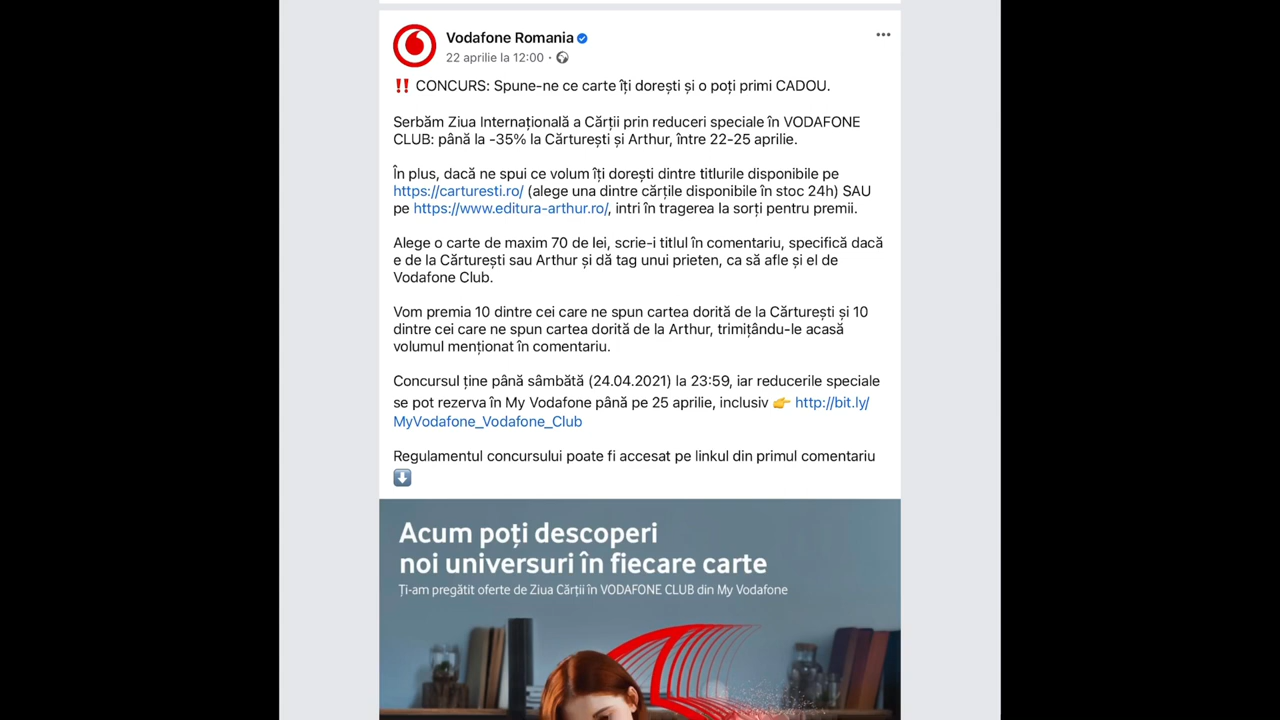 Vodafone Romania
22 aprilie la 12:00 ·
‼️ CONCURS: Spune-ne ce carte îți dorești și o poți primi CADOU.
Serbăm Ziua Internațională a Cărții prin reduceri speciale în VODAFONE
CLUB: până la -35% la Cărturești și Arthur, între 22-25 aprilie.
În plus, dacă ne spui ce volum îți dorești dintre titlurile disponibile pe
https://carturesti.ro/ (alege una dintre cărțile disponibile în stoc 24h) SAU
pe https://www.editura-arthur.ro/, intri în tragerea la sorți pentru premii.
Alege o carte de maxim 70 de lei, scrie-i titlul în comentariu, specifică dacă
e de la Cărturești sau Arthur și dă tag unui prieten, ca să afle și el de
Vodafone Club.
Vom premia 10 dintre cei care ne spun cartea dorită de la Cărturești și 10
dintre cei care ne spun cartea dorită de la Arthur, trimițându-le acasă
volumul menționat în comentariu.
Concursul ține până sâmbătă (24.04.2021) la 23:59, iar reducerile speciale
se pot rezerva în My Vodafone până pe 25 aprilie, inclusiv 👉 http://bit.ly/
MyVodafone_Vodafone_Club
Regulamentul concursului poate fi accesat pe linkul din primul comentariu
⬇️
Acum poți descoperi
noi universuri în fiecare carte
Ți-am pregătit oferte de Ziua Cărții în VODAFONE CLUB din My Vodafone